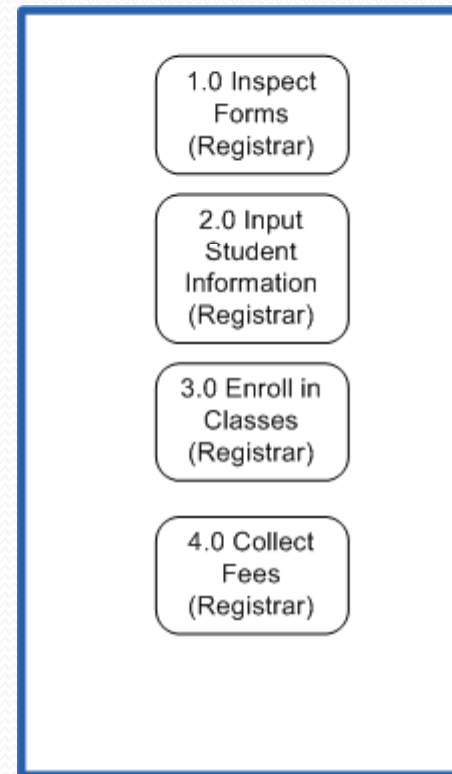 1.0 Inspect
Forms
(Registrar)
2.0 Input
Student
Information
(Registrar)
3.0 Enroll in
Classes
(Registrar)
4.0 Collect
Fees
(Registrar)